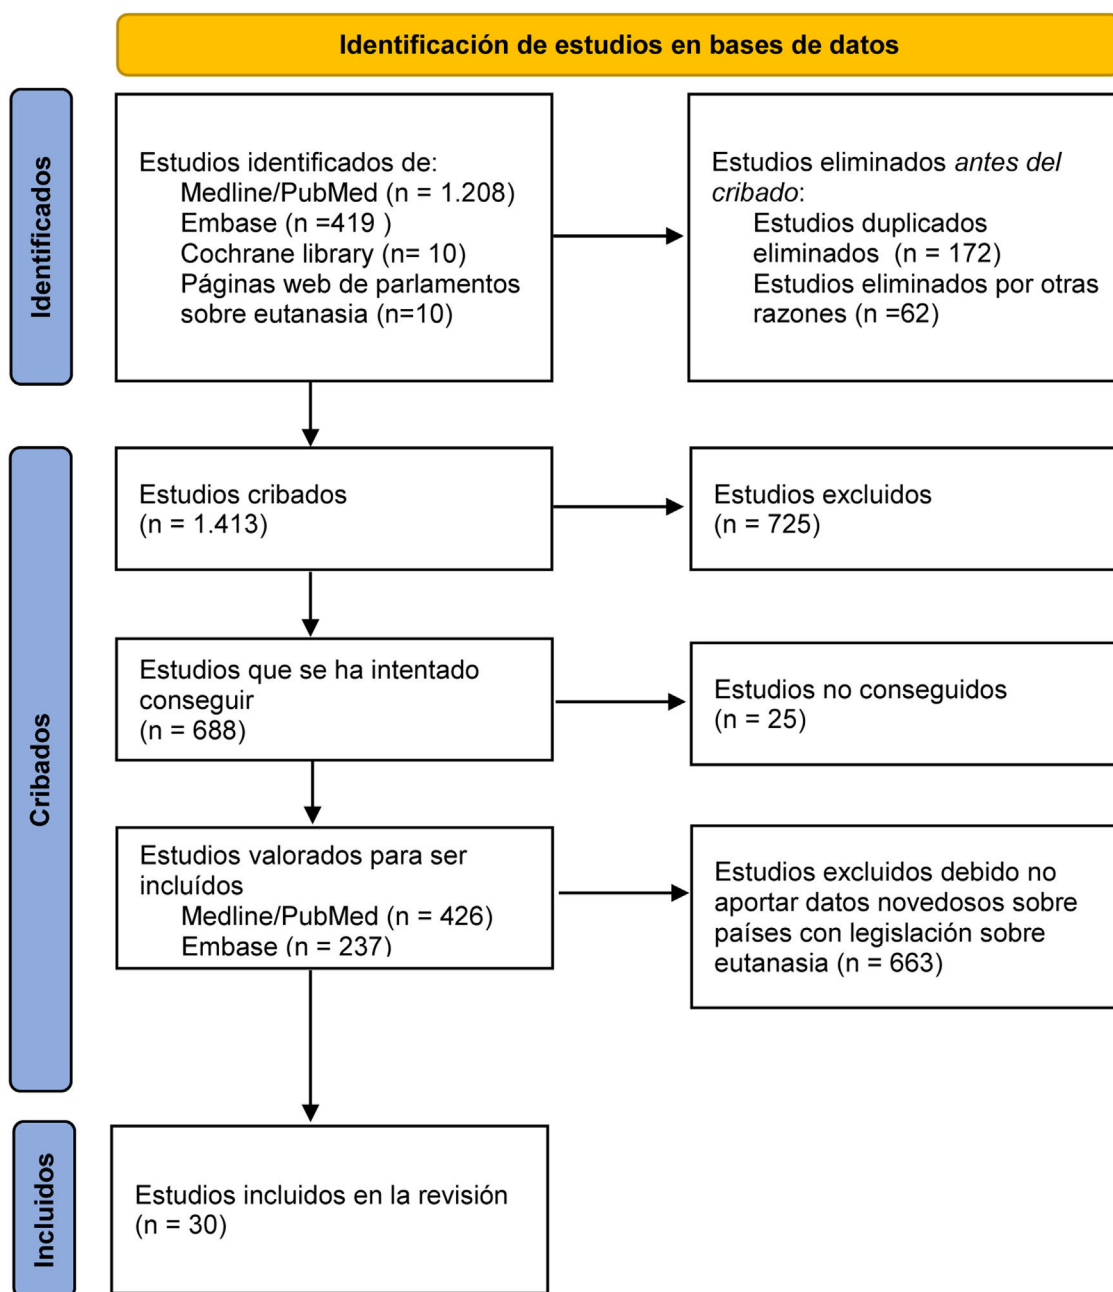 Identificación de estudios en bases de datos
Identificados
Estudios identificados de:
Medline/PubMed (n = 1.208)
Embase (n =419 )
Cochrane library (n= 10)
Páginas web de parlamentos
sobre eutanasia (n=10)
Estudios eliminados antes del
cribado:
Estudios duplicados
eliminados (n = 172)
Estudios eliminados por otras
razones (n =62)
Cribados
Estudios cribados
(n = 1.413)
Estudios excluidos
(n = 725)
Estudios que se ha intentado
conseguir
(n = 688)
Estudios no conseguidos
(n = 25)
Estudios valorados para ser
incluídos
Medline/PubMed (n = 426)
Embase (n = 237)
Estudios excluidos debido no
aportar datos novedosos sobre
países con legislación sobre
eutanasia (n = 663)
Incluidos
Estudios incluidos en la revisión
(n = 30)